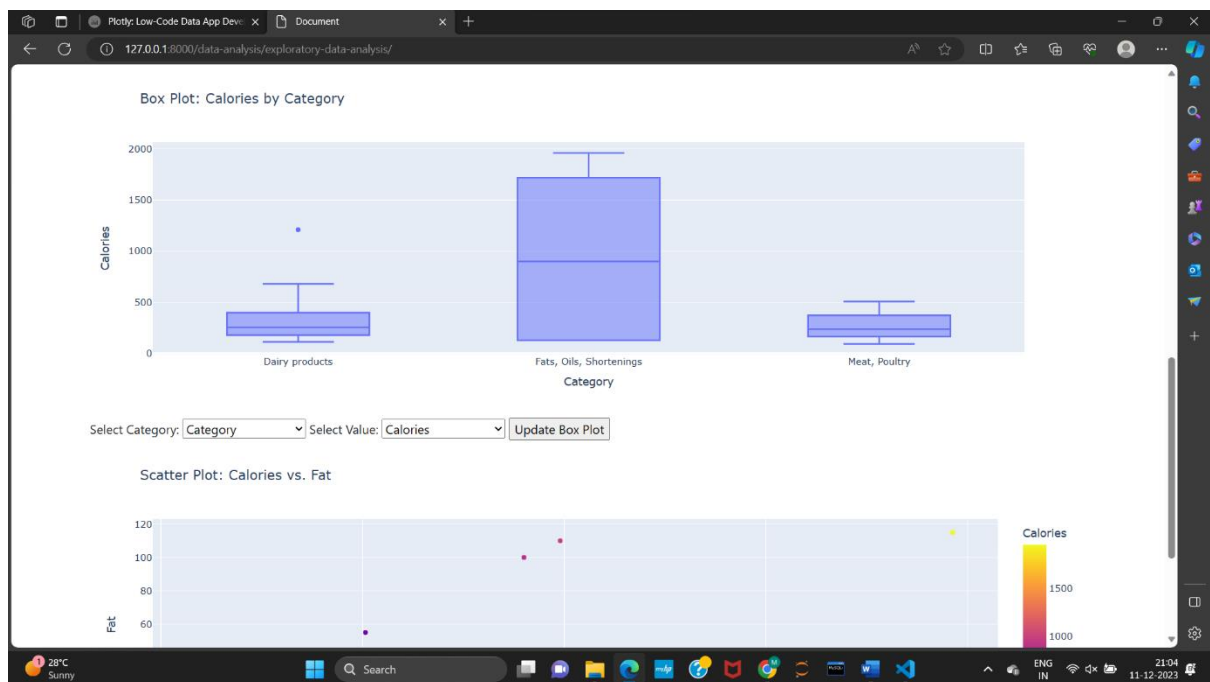 Plotly: Low-Code Data App Deve
Document
127.0.0.1:8000/data-analysis/exploratory-data-analysis/
Box Plot: Calories by Category
2000
1500
1000
500
0
Calories
Dairy products
Fats, Oils, Shortenings
Meat, Poultry
Category
Select Category: Category Select Value: Calories Update Box Plot
Scatter Plot: Calories vs. Fat
120
100
80
60
Fat
Calories
1500
1000
1
28°C
Sunny
Search
ENG
IN
21:04
11-12-2023